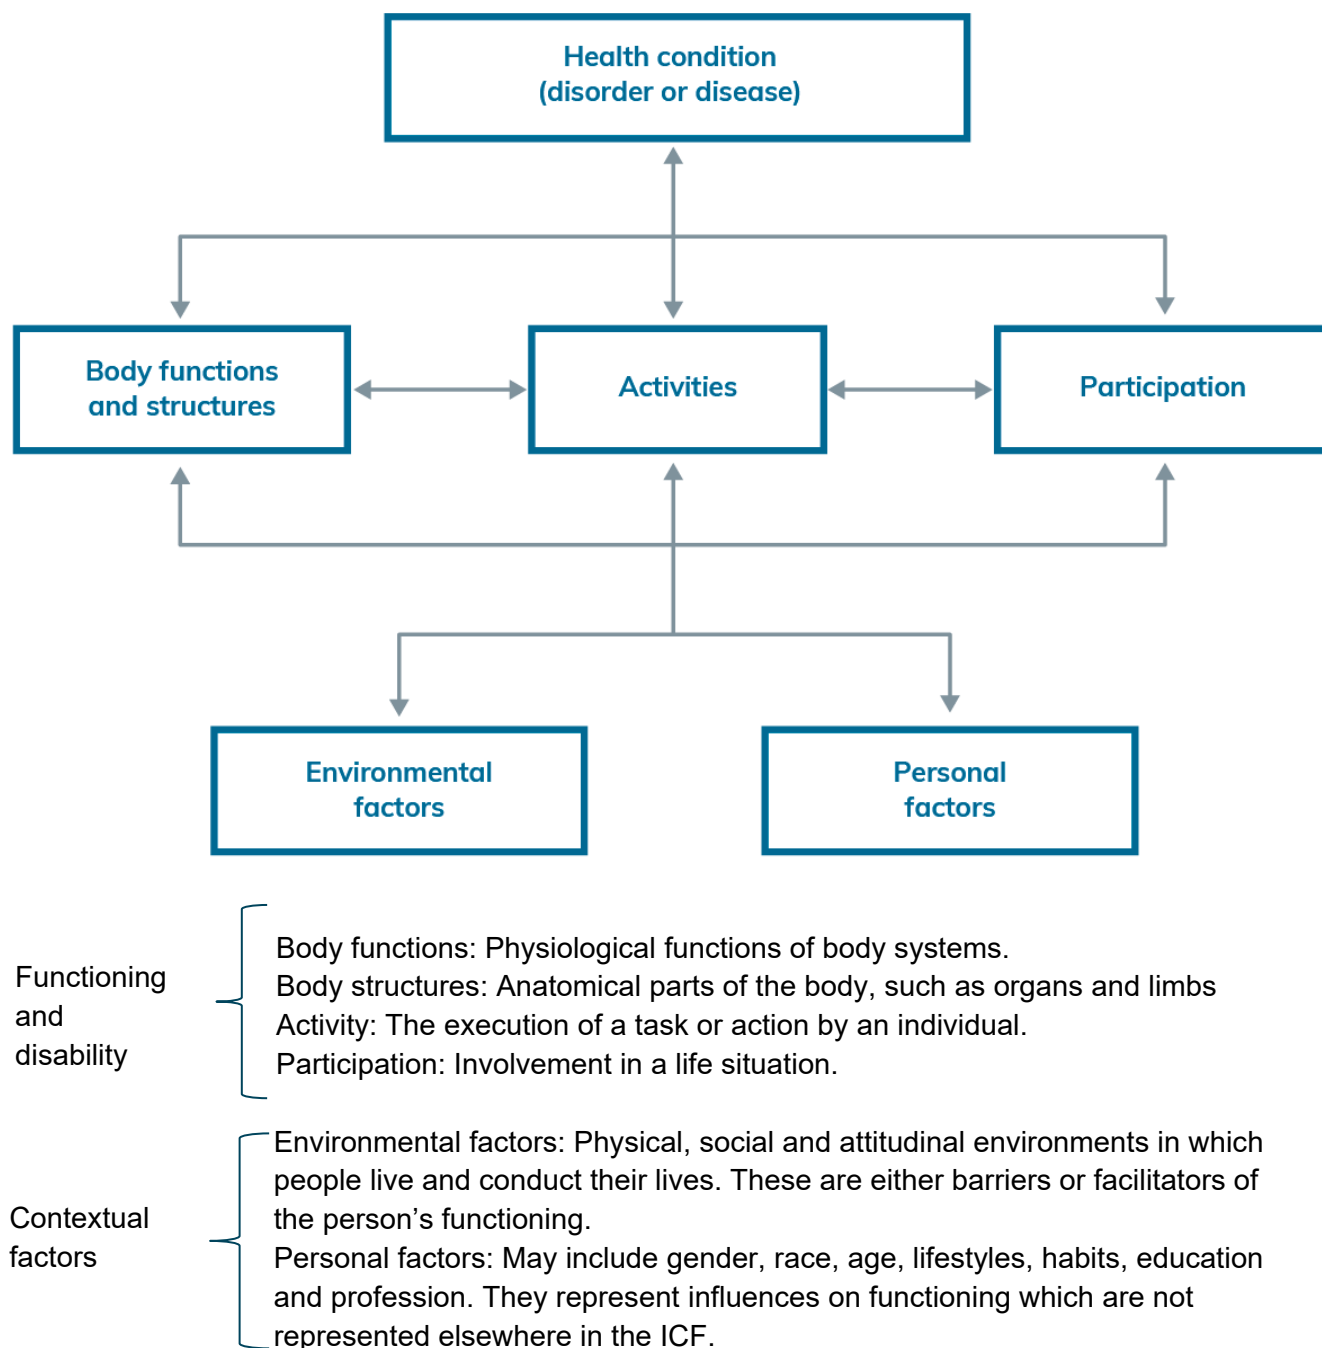 Health condition
(disorder or disease)
Body functions
and structures
Activities
Participation
Environmental
factors
Personal
factors
Functioning
and
disability
Body functions: Physiological functions of body systems.
Body structures: Anatomical parts of the body, such as organs and limbs
Activity: The execution of a task or action by an individual.
Participation: Involvement in a life situation.
Contextual
factors
Environmental factors: Physical, social and attitudinal environments in which
people live and conduct their lives. These are either barriers or facilitators of
the person’s functioning.
Personal factors: May include gender, race, age, lifestyles, habits, education
and profession. They represent influences on functioning which are not
represented elsewhere in the ICF.